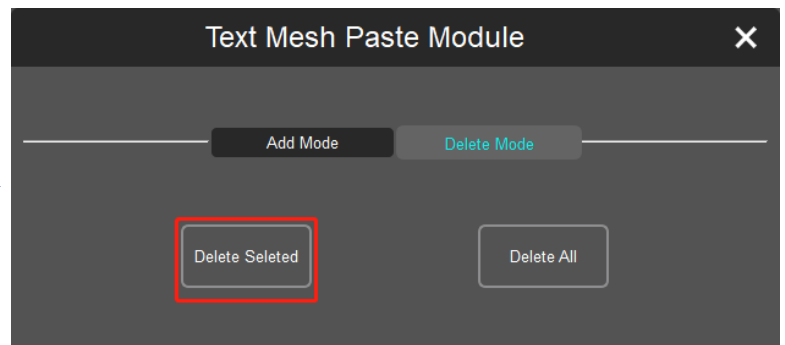 Text Mesh Paste Module
Add Mode
Delete Mode
Delete Seleted
Delete All